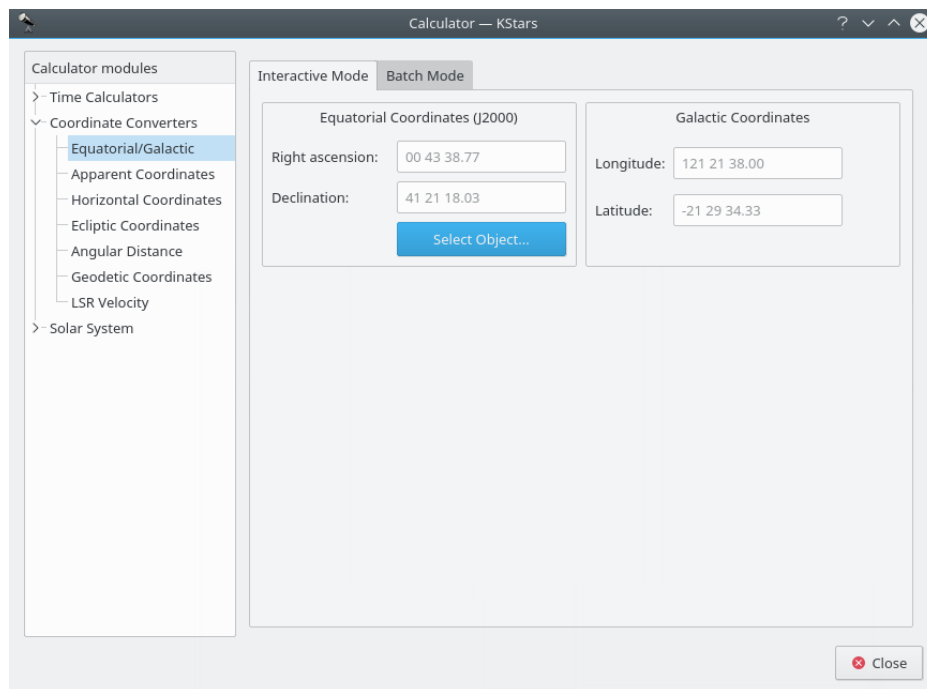 Calculator — KStars
Calculator modules
Time Calculators
Coordinate Converters
Equatorial/Galactic
Apparent Coordinates
Horizontal Coordinates
Ecliptic Coordinates
Angular Distance
Geodetic Coordinates
LSR Velocity
Solar System
Interactive Mode Batch Mode
Equatorial Coordinates (J2000)
Right ascension: 00 43 38.77
Declination: 41 21 18.03
Select Object...
Galactic Coordinates
Longitude: 121 21 38.00
Latitude: -21 29 34.33
Close